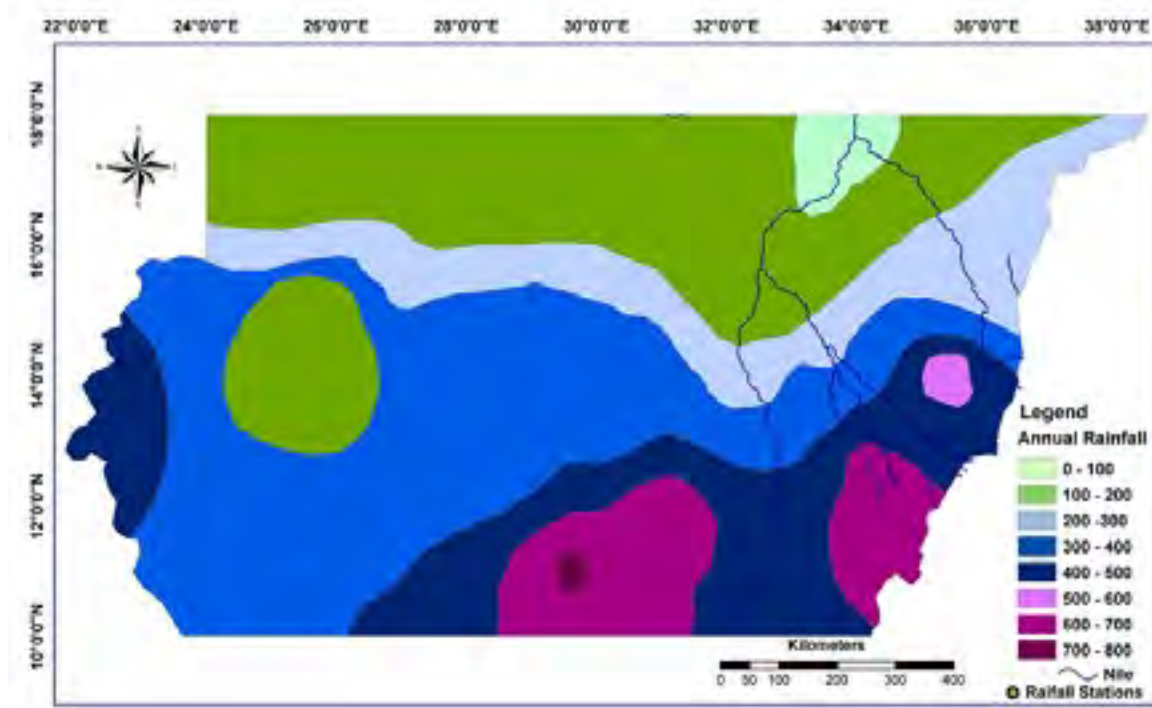 22°0'0"E 24°0'0"E 26°0'0"E 28°0'0"E 30°0'0"E 32°0'0"E 34°0'0"E 36°0'0"E 38°0'0"E
18°0'0"N
16°0'0"N
14°0'0"N
12°0'0"N
10°0'0"N
Legend
Annual Rainfall
0 - 100
100 - 200
200 -300
300 - 400
400 - 500
500 - 600
600 - 700
700 - 800
Nile
Raifall Stations
Kilometers
0 50 100 200 300 400